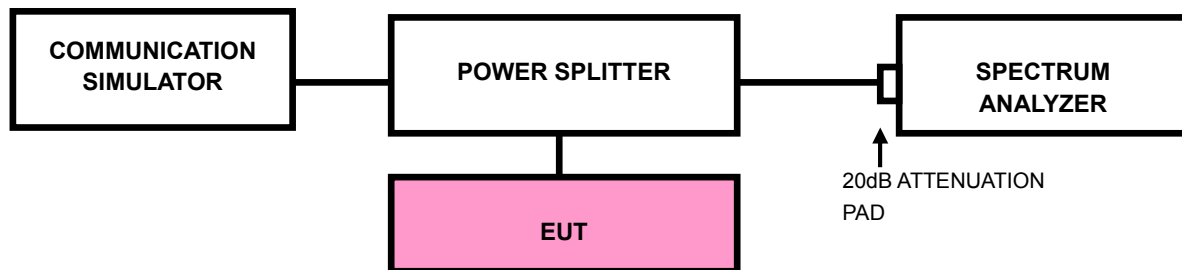 COMMUNICATION
SIMULATOR
POWER SPLITTER
SPECTRUM
ANALYZER
20dB ATTENUATION
PAD
EUT